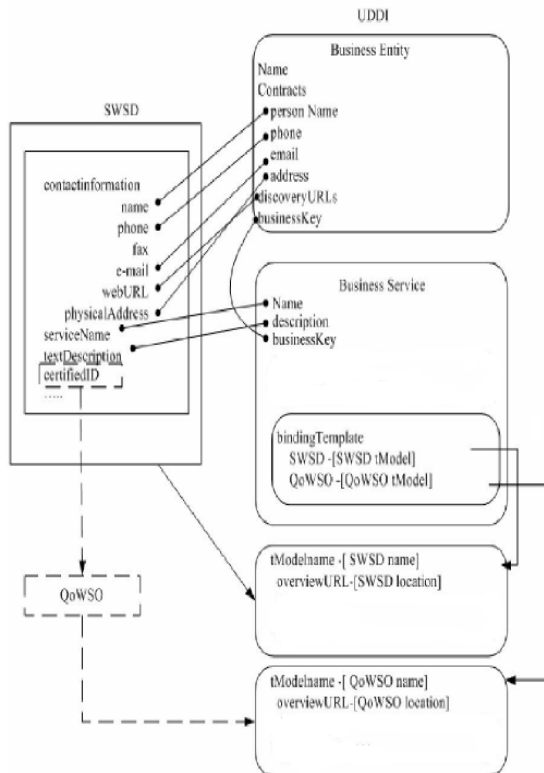 UDDI
Business Entity
Name
Contracts
person Name
phone
email
address
discoveryURLs
businessKey
SWSD
contactinformation
name
phone
fax
e-mail
webURL
physicalAddress
serviceName
textDescription
certifiedID
.....
Business Service
Name
description
businessKey
bindingTemplate
SWSD -[SWSD tModel]
QoWSO -[QoWSO tModel]
QoWSO
tModelname -[ SWSD name]
overviewURL-[SWSD location]
tModelname -[ QoWSO name]
overviewURL-[QoWSO location]
...